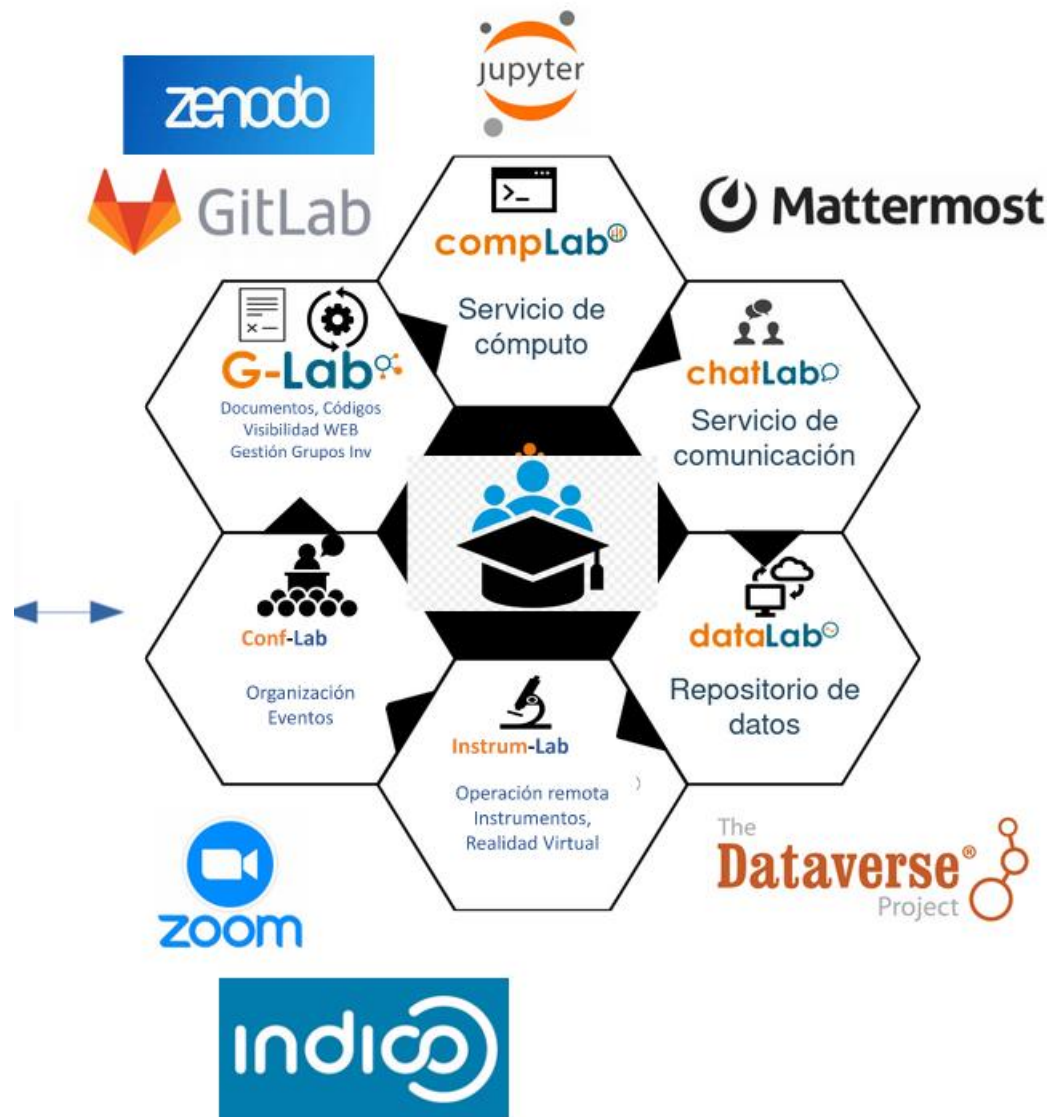 jupyter
zenodo
GitLab
Mattermost
compLab
Servicio de
cómputo
G-Lab
Documentos, Códigos
Visibilidad WEB
Gestión Grupos Inv
chatLab
Servicio de
comunicación
Conf-Lab
Organización
Eventos
dataLab
Repositorio de
datos
Instrum-Lab
Operación remota
Instrumentos,
Realidad Virtual
)
zoom
The
Dataverse®
Project
indico